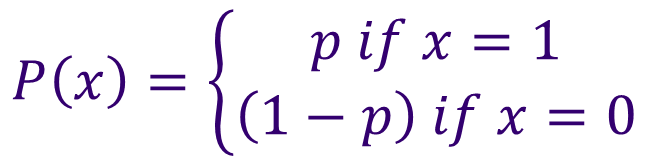 P(x) = { p if x = 1
(1 − p) if x = 0